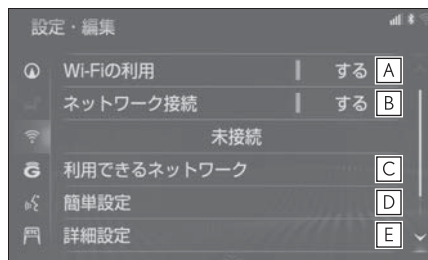 設定・編集
Wi-Fiの利用 する A
ネットワーク接続 する B
未接続
G 利用できるネットワーク C
簡単設定 D
詳細設定 E